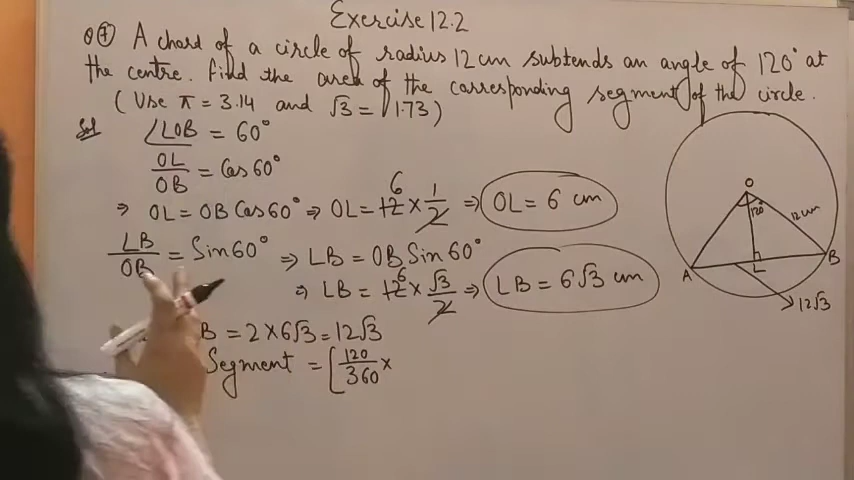 Exercise 12.2
Q7 A chord of a circle of radius 12 cm subtends an angle of 120° at
the centre. Find the area of the corresponding segment of the circle.
(Use π = 3.14 and √3 = 1.73)
Sol ∠LOB = 60°
OL/OB = Cos 60°
⇒ OL = OB Cos 60° ⇒ OL = 12 6 × 1/2 ⇒ OL = 6 cm
LB/OB = Sin 60° ⇒ LB = OB Sin 60°
⇒ LB = 12 6 × √3/2 ⇒ LB = 6√3 cm
B = 2 × 6√3 = 12√3
Segment = [120/360 ×
O
120°
12 cm
A
L
B
12√3